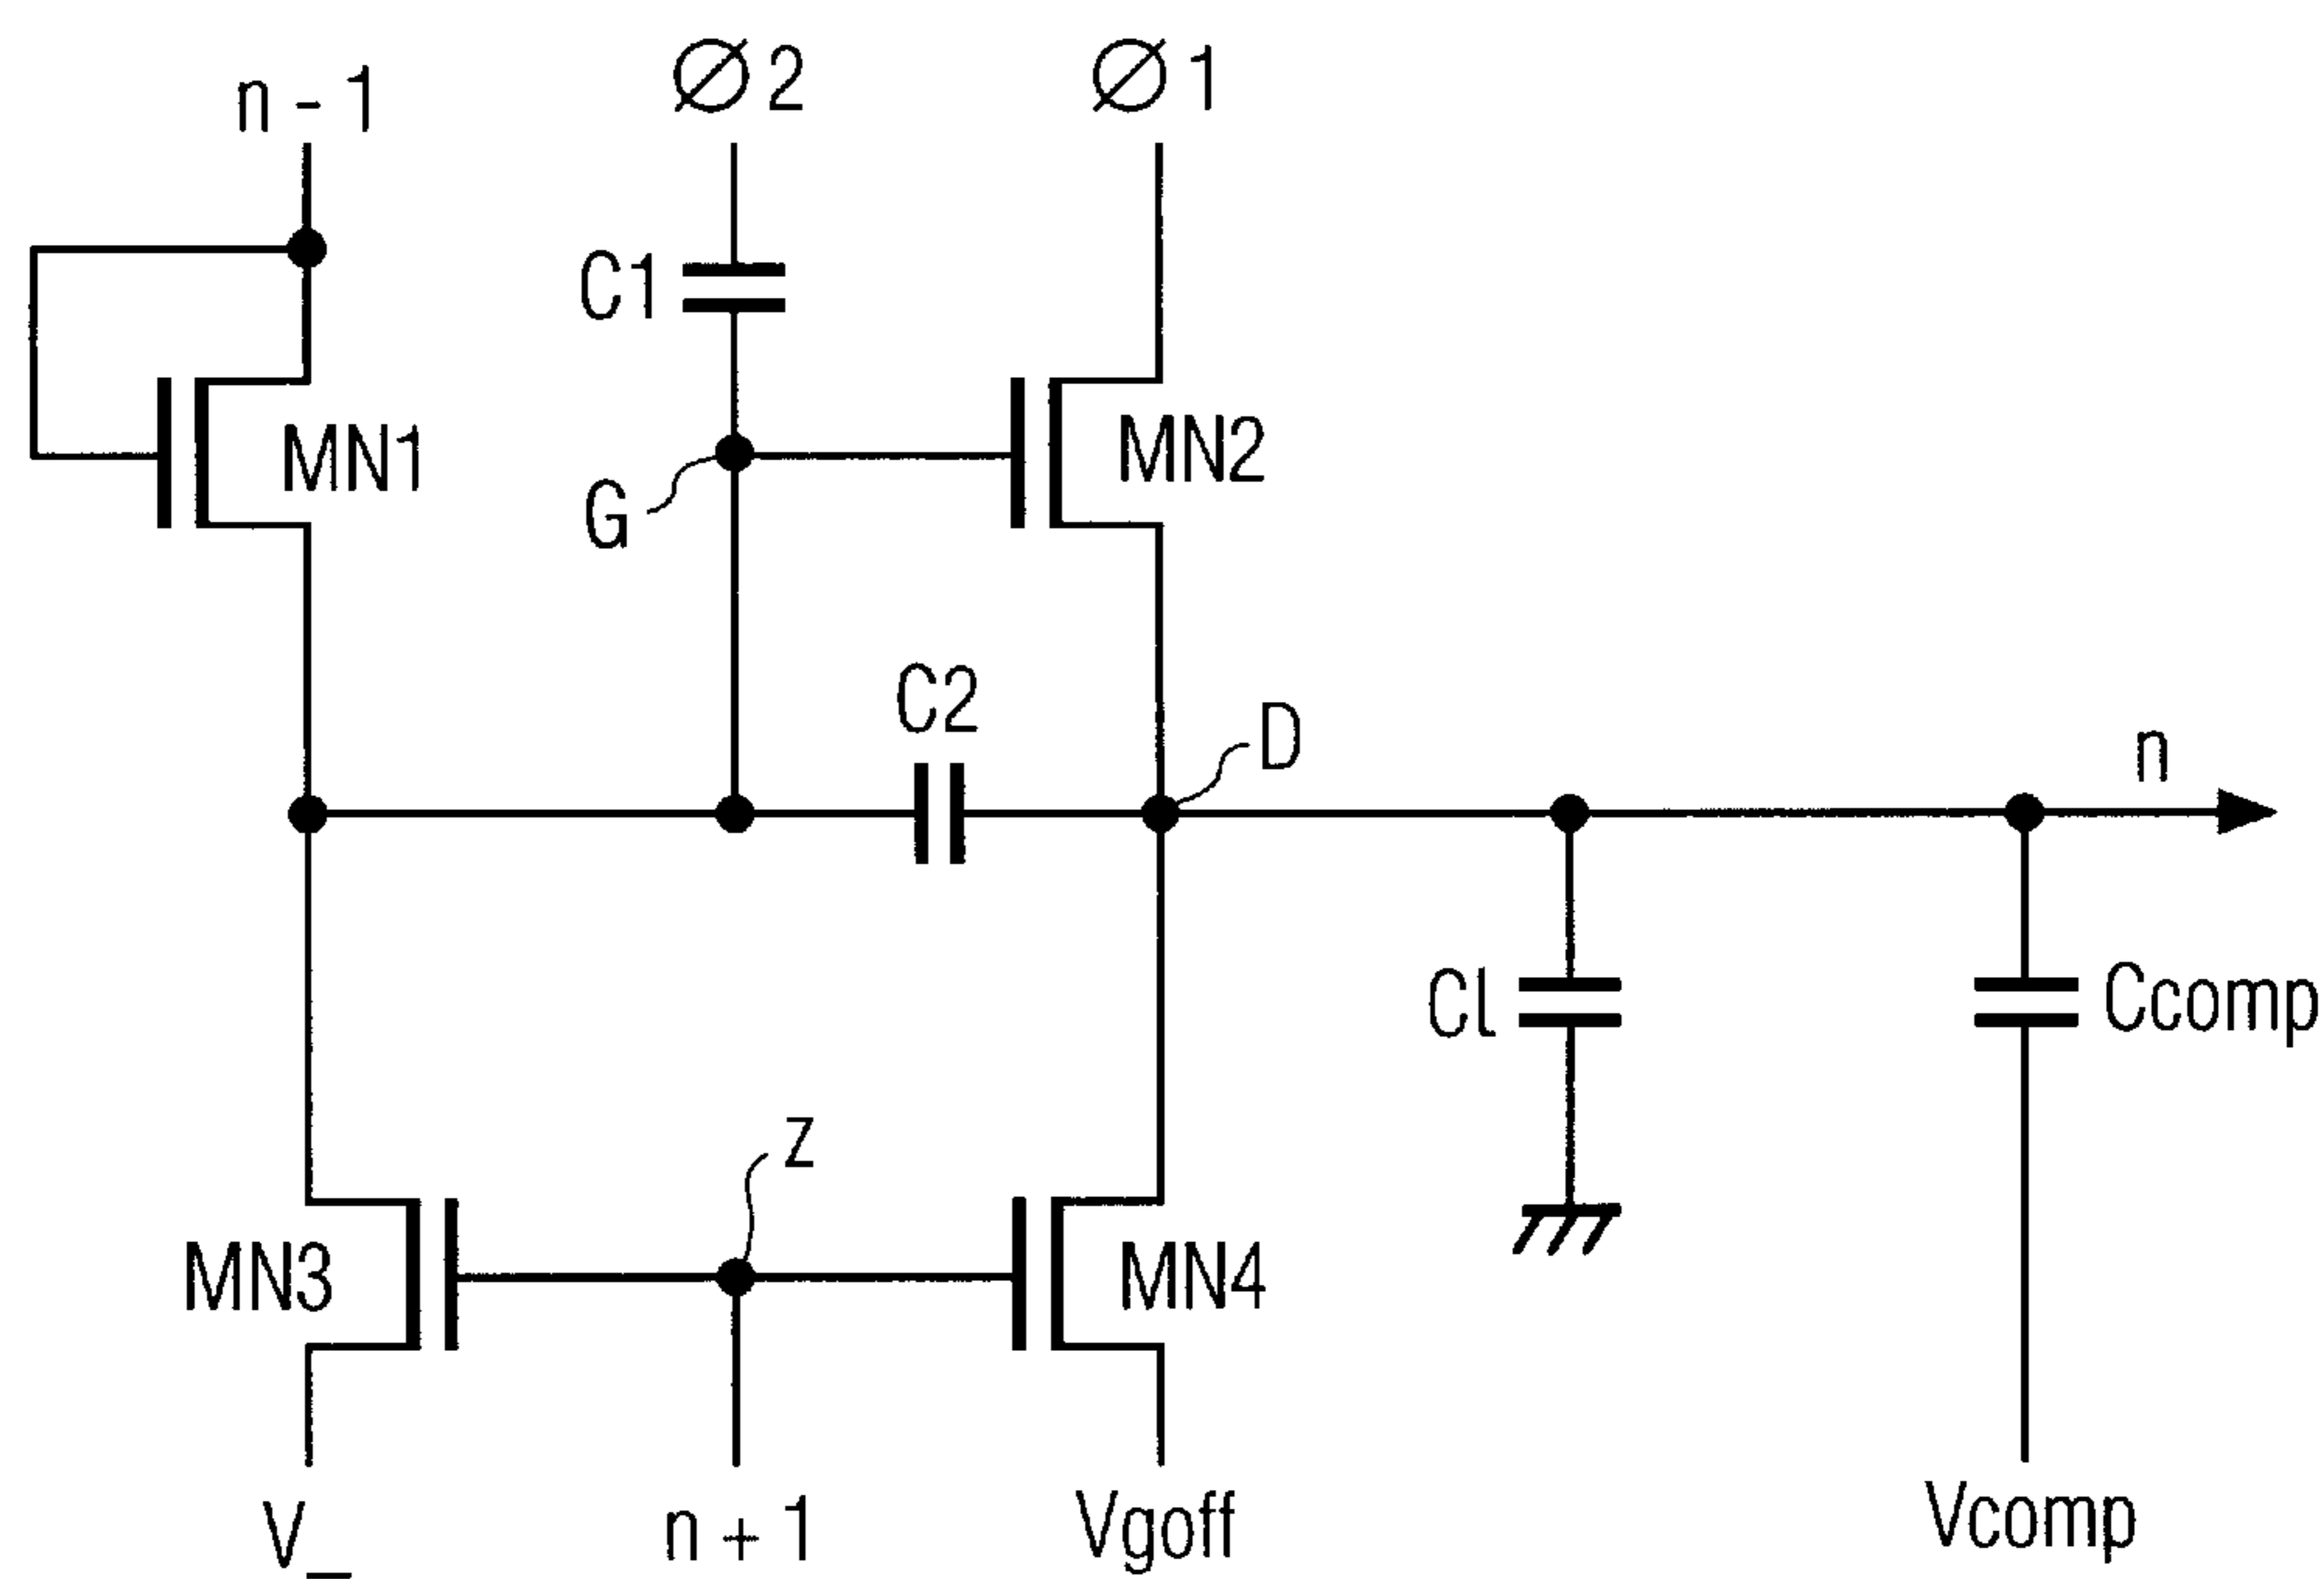 n - 1
Ø2
Ø1
C1
MN1
MN2
G
C2
D
n
Cl
Ccomp
z
MN3
MN4
V_
n + 1
Vgoff
Vcomp